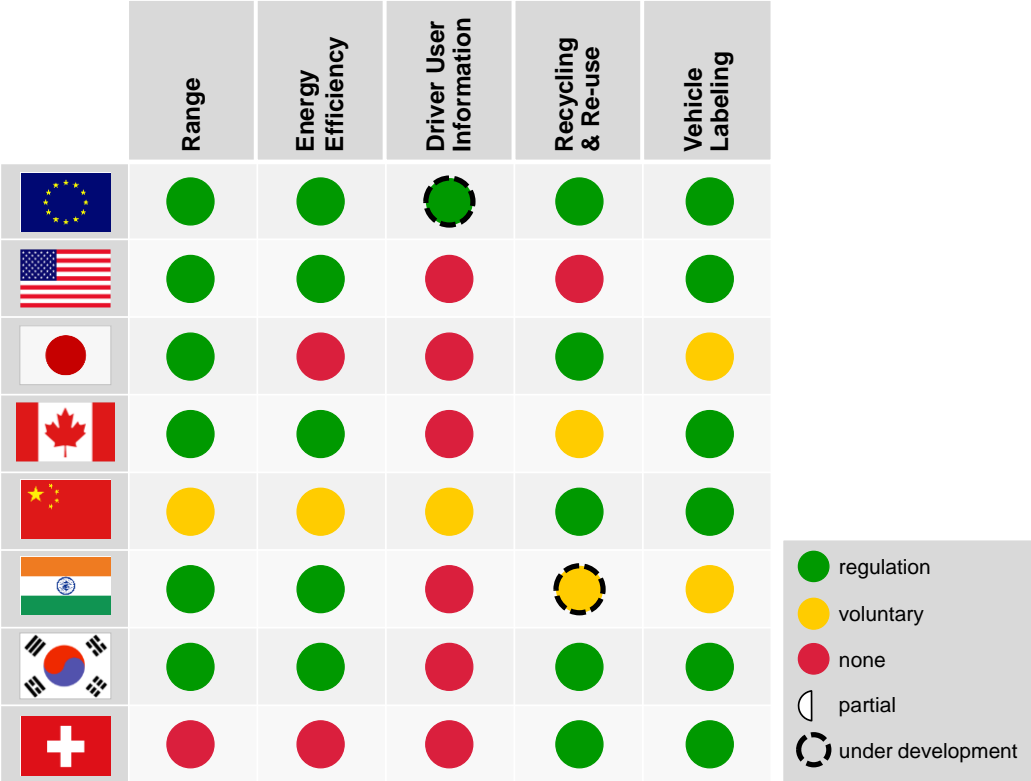 Range
Energy
Efficiency
Driver User
Information
Recycling
& Re-use
Vehicle
Labeling
regulation
voluntary
none
partial
under development